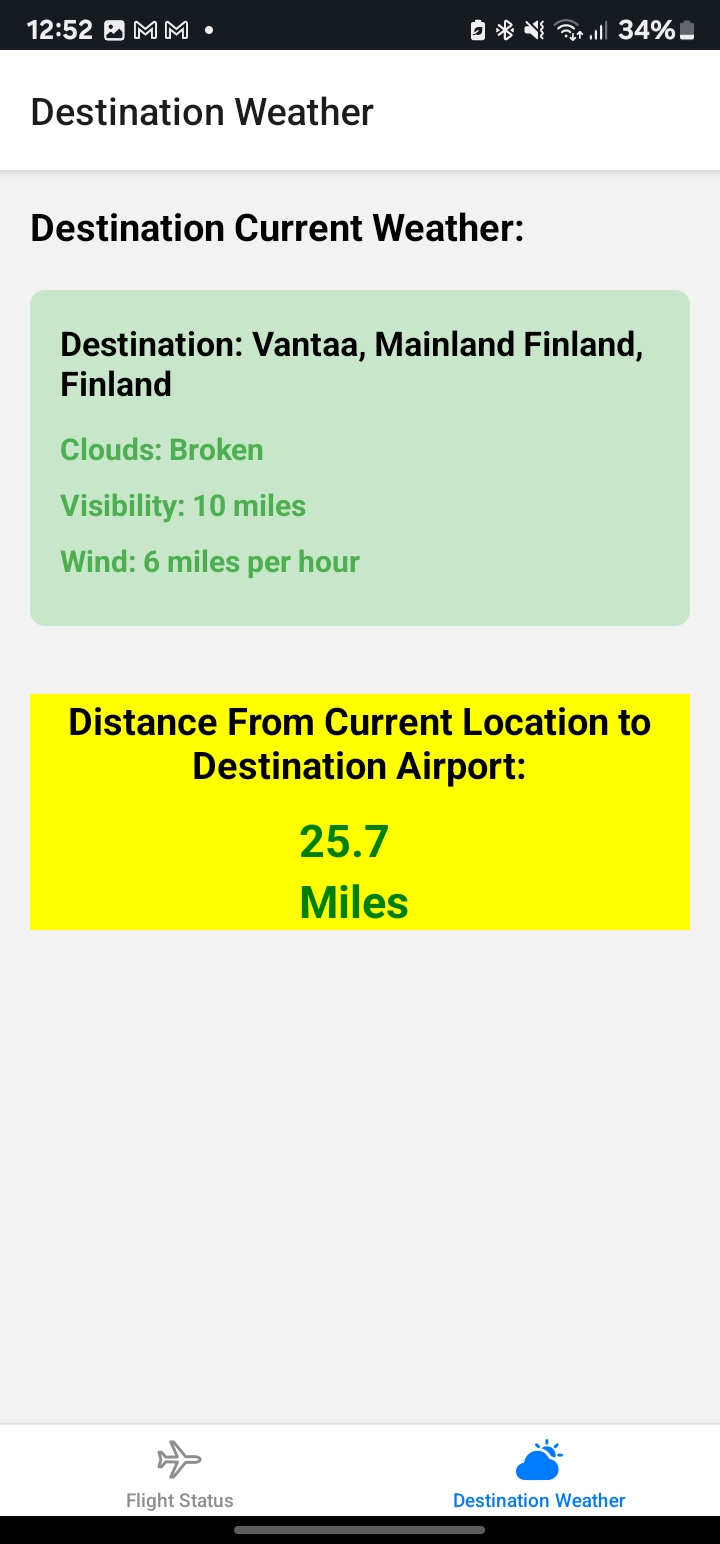 12:52
34%
Destination Weather
Destination Current Weather:
Destination: Vantaa, Mainland Finland,
Finland
Clouds: Broken
Visibility: 10 miles
Wind: 6 miles per hour
Distance From Current Location to
Destination Airport:
25.7
Miles
Flight Status
Destination Weather